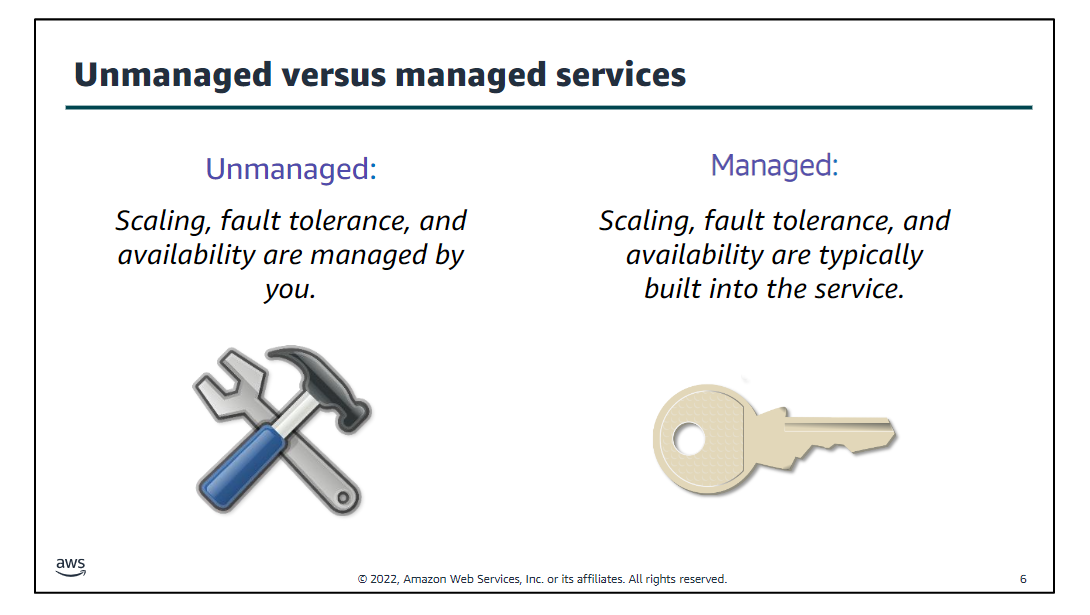 Unmanaged versus managed services
Unmanaged:
Scaling, fault tolerance, and
availability are managed by
you.
Managed:
Scaling, fault tolerance, and
availability are typically
built into the service.
aws
© 2022, Amazon Web Services, Inc. or its affiliates. All rights reserved.
6